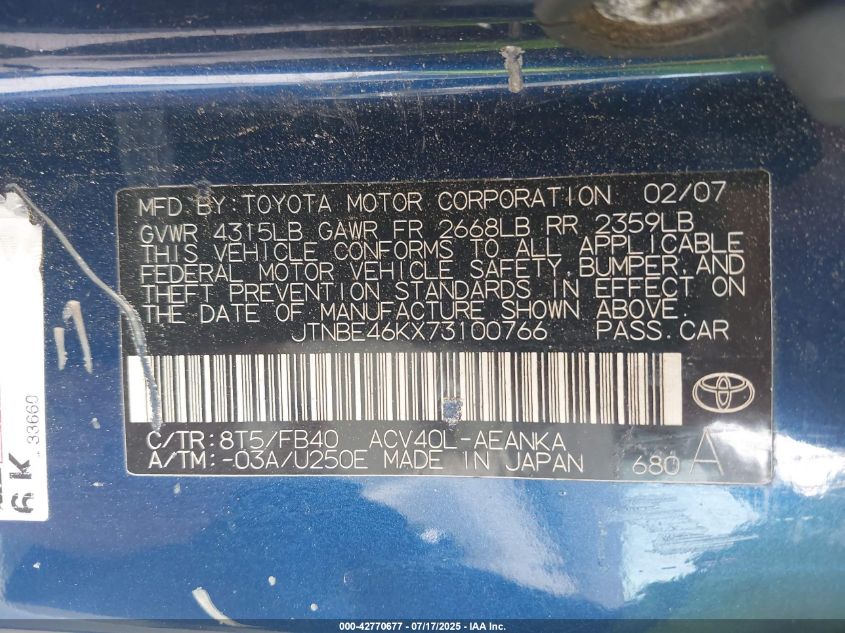 MFD BY: TOYOTA MOTOR CORPORATION 02/07
GVWR 4315LB GAWR FR 2668LB RR 2359LB
THIS VEHICLE CONFORMS TO ALL APPLICABLE
FEDERAL MOTOR VEHICLE SAFETY, BUMPER, AND
THEFT PREVENTION STANDARDS IN EFFECT ON
THE DATE OF MANUFACTURE SHOWN ABOVE.
JTNBE46KX73100766 PASS.CAR
C/TR: 8T5/FB40 ACV40L-AEANKA
A/TM: -03A/U250E MADE IN JAPAN 680 A
6K 33660
000-42770677 - 07/17/2025 - IAA Inc.